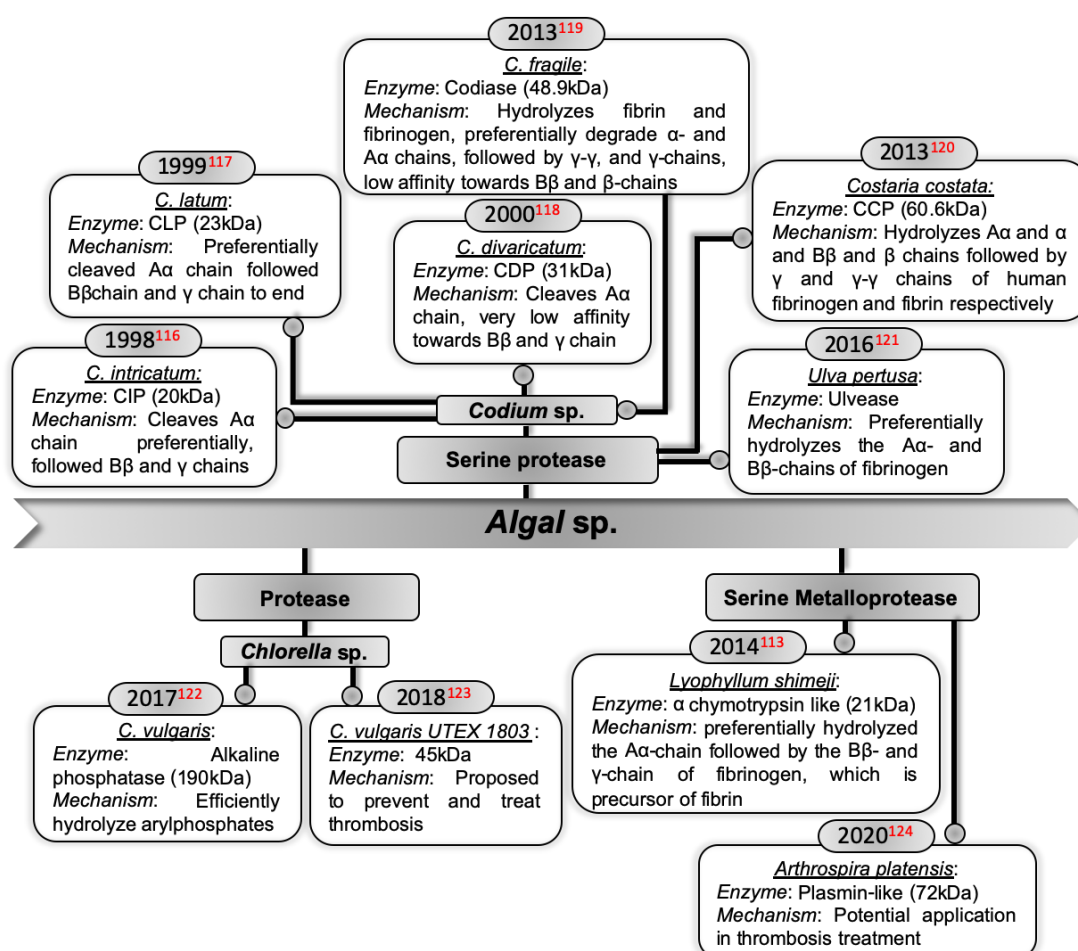 2013119
C. fragile:
Enzyme: Codiase (48.9kDa)
Mechanism: Hydrolyzes fibrin and
fibrinogen, preferentially degrade α- and
Aα chains, followed by γ-γ, and γ-chains,
low affinity towards Bβ and β-chains
1999117
C. latum:
Enzyme: CLP (23kDa)
Mechanism: Preferentially
cleaved Aα chain followed
Bβchain and γ chain to end
2000118
C. divaricatum:
Enzyme: CDP (31kDa)
Mechanism: Cleaves Aα
chain, very low affinity
towards Bβ and γ chain
2013120
Costaria costata:
Enzyme: CCP (60.6kDa)
Mechanism: Hydrolyzes Aα and α
and Bβ and β chains followed by
γ and γ-γ chains of human
fibrinogen and fibrin respectively
1998116
C. intricatum:
Enzyme: CIP (20kDa)
Mechanism: Cleaves Aα
chain preferentially,
followed Bβ and γ chains
2016121
Ulva pertusa:
Enzyme: Ulvease
Mechanism: Preferentially
hydrolyzes the Aα- and
Bβ-chains of fibrinogen
Codium sp.
Serine protease
Algal sp.
Protease
Chlorella sp.
Serine Metalloprotease
2017122
C. vulgaris:
Enzyme: Alkaline
phosphatase (190kDa)
Mechanism: Efficiently
hydrolyze arylphosphates
2018123
C. vulgaris UTEX 1803 :
Enzyme: 45kDa
Mechanism: Proposed
to prevent and treat
thrombosis
2014113
Lyophyllum shimeji:
Enzyme: α chymotrypsin like (21kDa)
Mechanism: preferentially hydrolyzed
the Aα-chain followed by the Bβ- and
γ-chain of fibrinogen, which is
precursor of fibrin
2020124
Arthrospira platensis:
Enzyme: Plasmin-like (72kDa)
Mechanism: Potential application
in thrombosis treatment